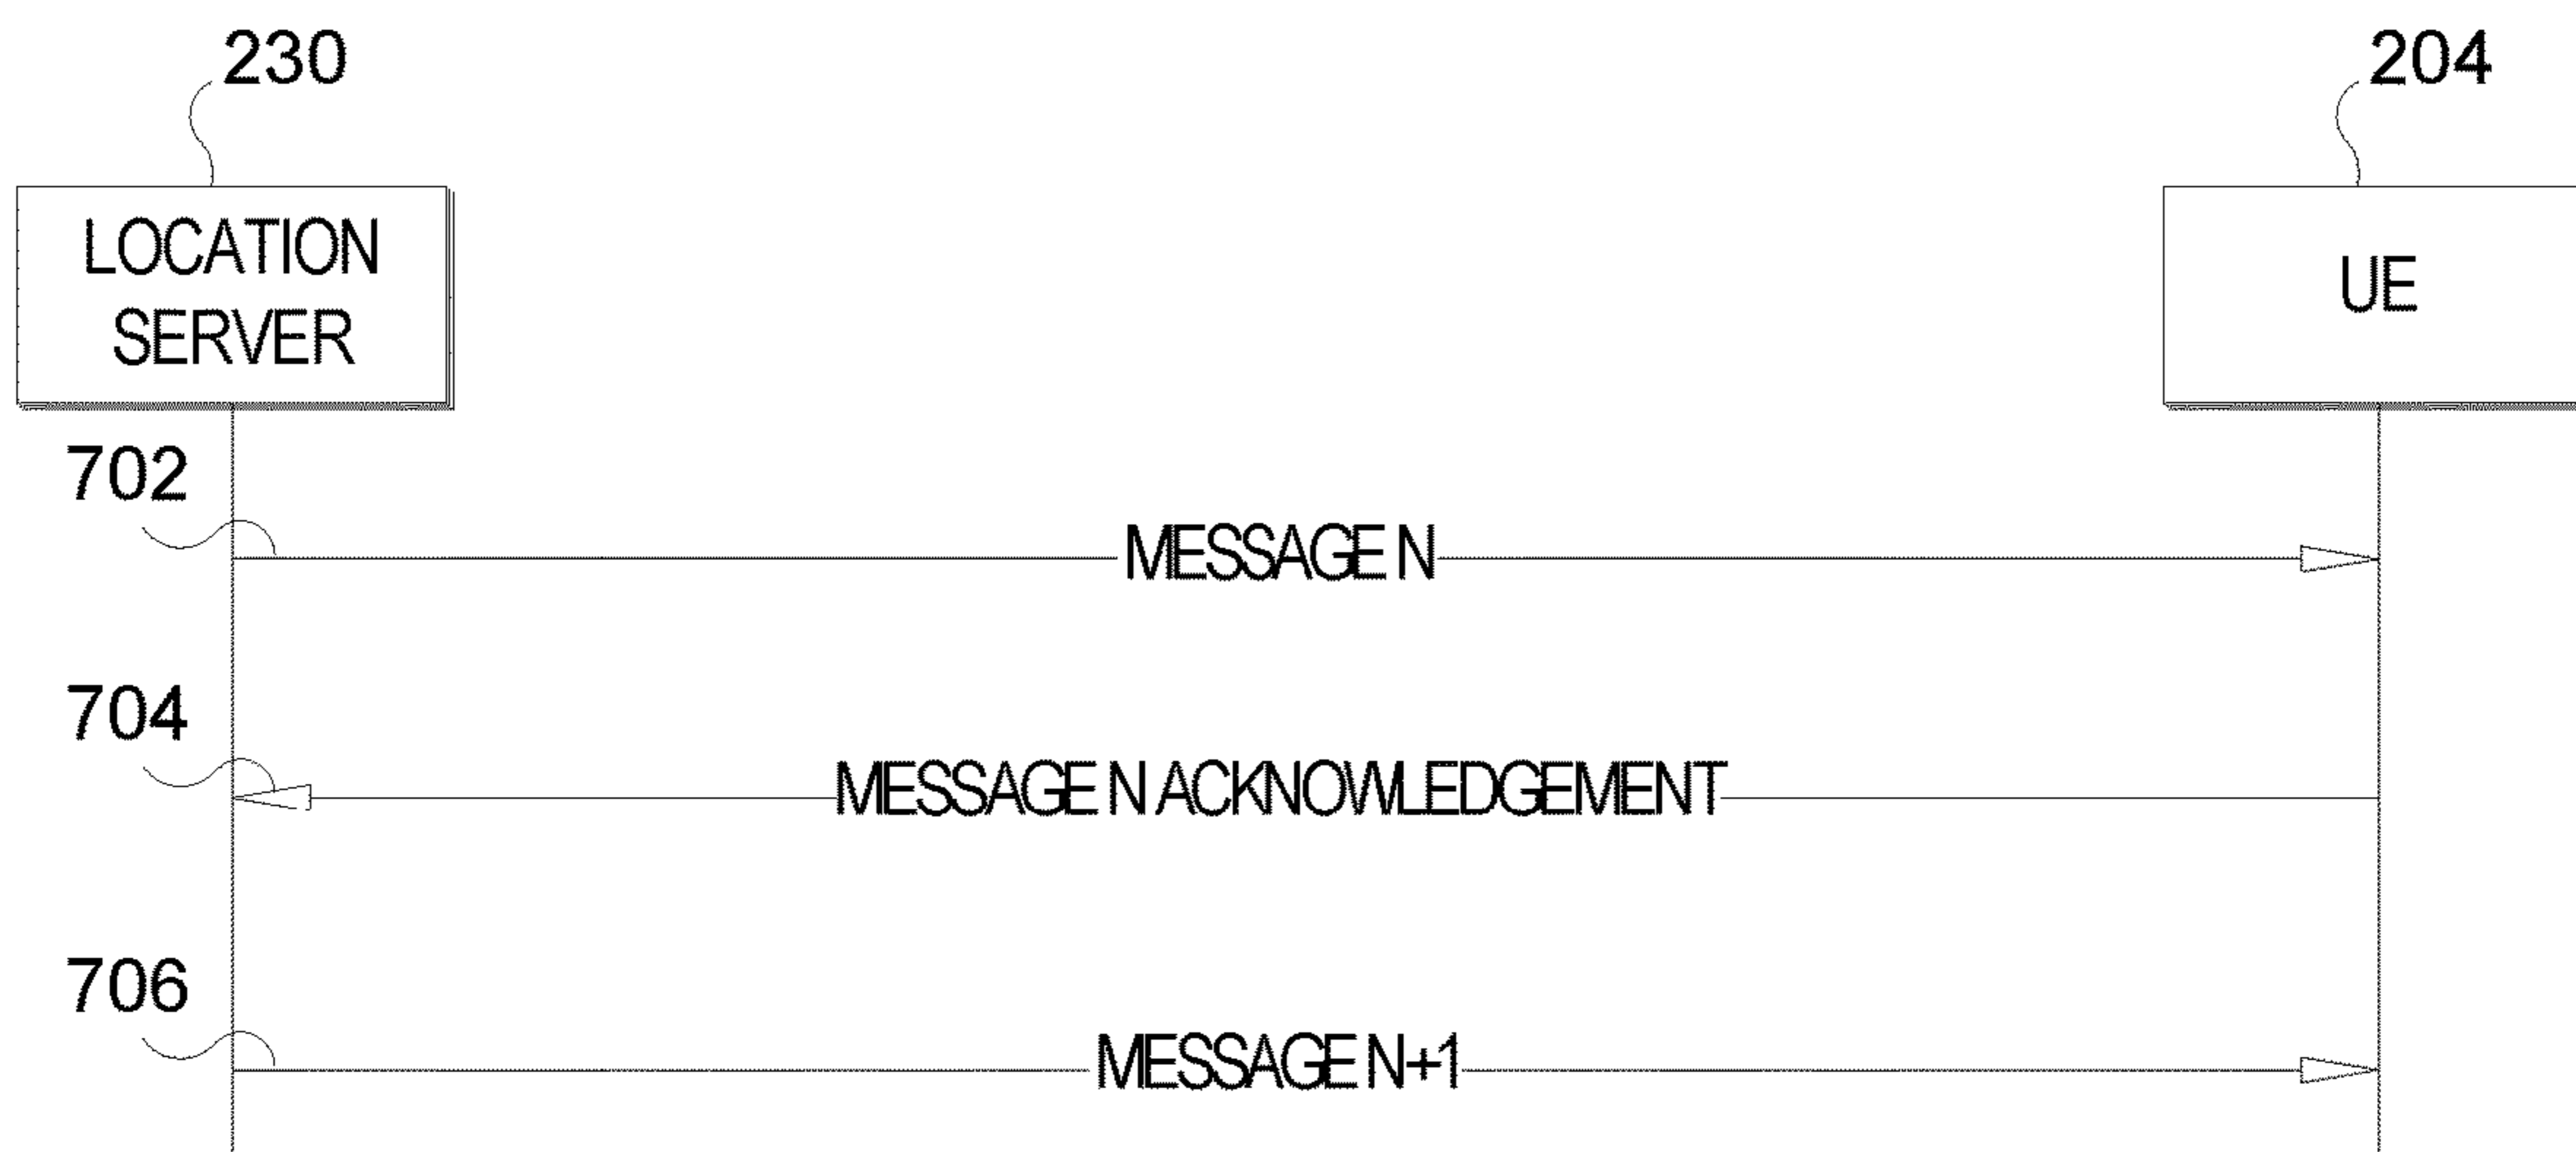 230
204
LOCATION
SERVER
UE
702
MESSAGE N
704
MESSAGE N ACKNOWLEDGEMENT
706
MESSAGE N+1